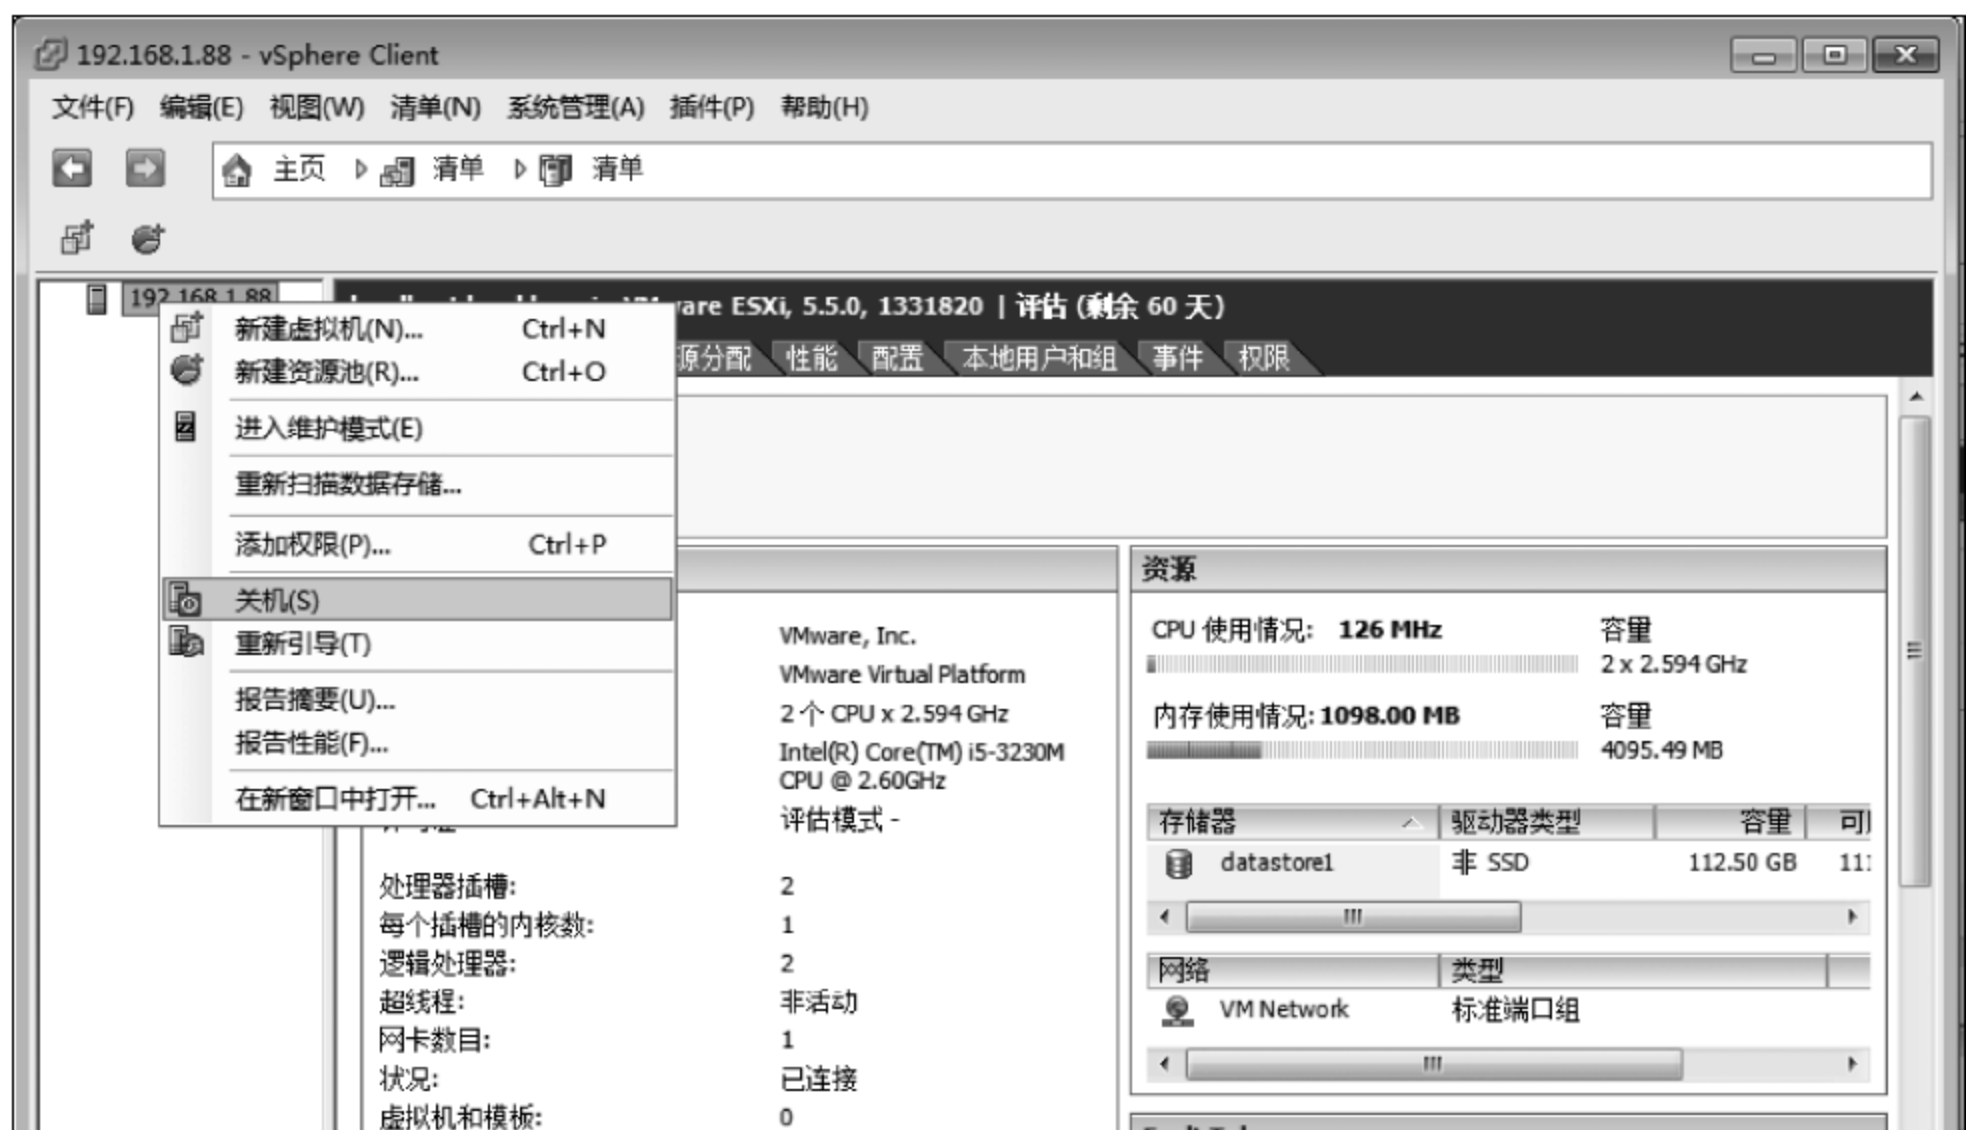 192.168.1.88 - vSphere Client
文件(F) 编辑(E) 视图(W) 清单(N) 系统管理(A) 插件(P) 帮助(H)
主页 清单 清单
192.168.1.88
ware ESXi, 5.5.0, 1331820 | 评估 (剩余 60 天)
源分配 性能 配置 本地用户和组 事件 权限
新建虚拟机(N)... Ctrl+N
新建资源池(R)... Ctrl+O
进入维护模式(E)
重新扫描数据存储...
添加权限(P)... Ctrl+P
关机(S)
重新引导(T)
报告摘要(U)...
报告性能(F)...
在新窗口中打开... Ctrl+Alt+N
VMware, Inc.
VMware Virtual Platform
2 个 CPU x 2.594 GHz
Intel(R) Core(TM) i5-3230M
CPU @ 2.60GHz
评估模式 -
处理器插槽: 2
每个插槽的内核数: 1
逻辑处理器: 2
超线程: 非活动
网卡数目: 1
状况: 已连接
虚拟机和模板: 0
资源
CPU 使用情况: 126 MHz 容量
2 x 2.594 GHz
内存使用情况: 1098.00 MB 容量
4095.49 MB
存储器 驱动器类型 容量 可
datastore1 非 SSD 112.50 GB 11
网络 类型
VM Network 标准端口组